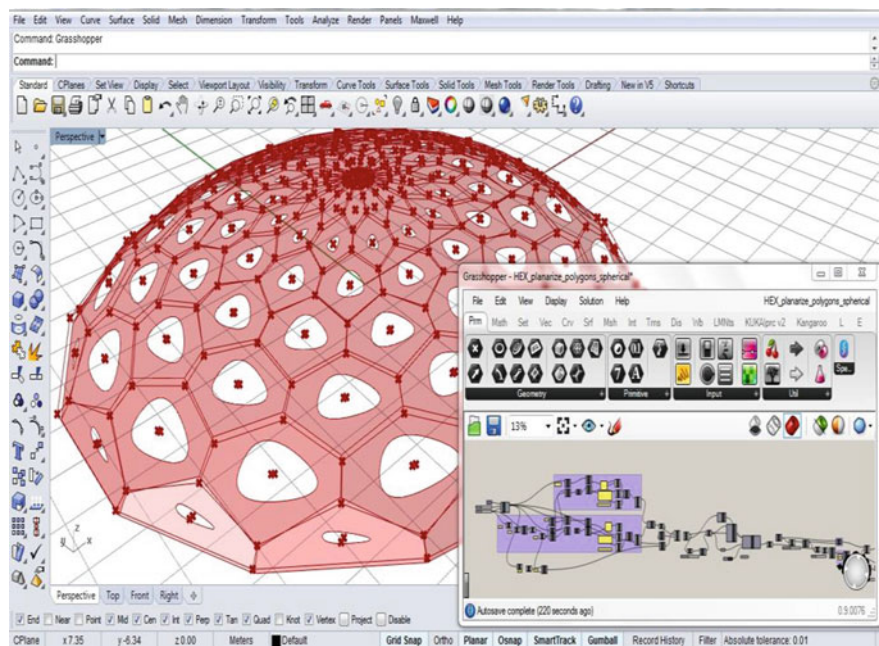 File Edit View Curve Surface Solid Mesh Dimension Transform Tools Analyze Render Panels Maxwell Help
Command: Grasshopper
Command:
Standard CPlanes Set View Display Select Viewport Layout Visibility Transform Curve Tools Surface Tools Solid Tools Mesh Tools Render Tools Drafting New in V5 Shortcuts
Perspective
Grasshopper - HEX_planarize_polygons_spherical*
File Edit View Display Solution Help HEX_planarize_polygons_spherical
Prm Math Set Vec Crv Srf Msh Int Trns Dis Vrb LMNts KUKA|prc v2 Kangaroo L E
Spe...
Geometry Primitive Input Util
13%
z
y x
Autosave complete (220 seconds ago) 0.9.0076
Perspective Top Front Right
End Near Point Mid Cen Int Perp Tan Quad Knot Vertex Project Disable
CPlane x 7.35 y -6.34 z 0.00 Meters Default Grid Snap Ortho Planar Osnap SmartTrack Gumball Record History Filter Absolute tolerance: 0.01